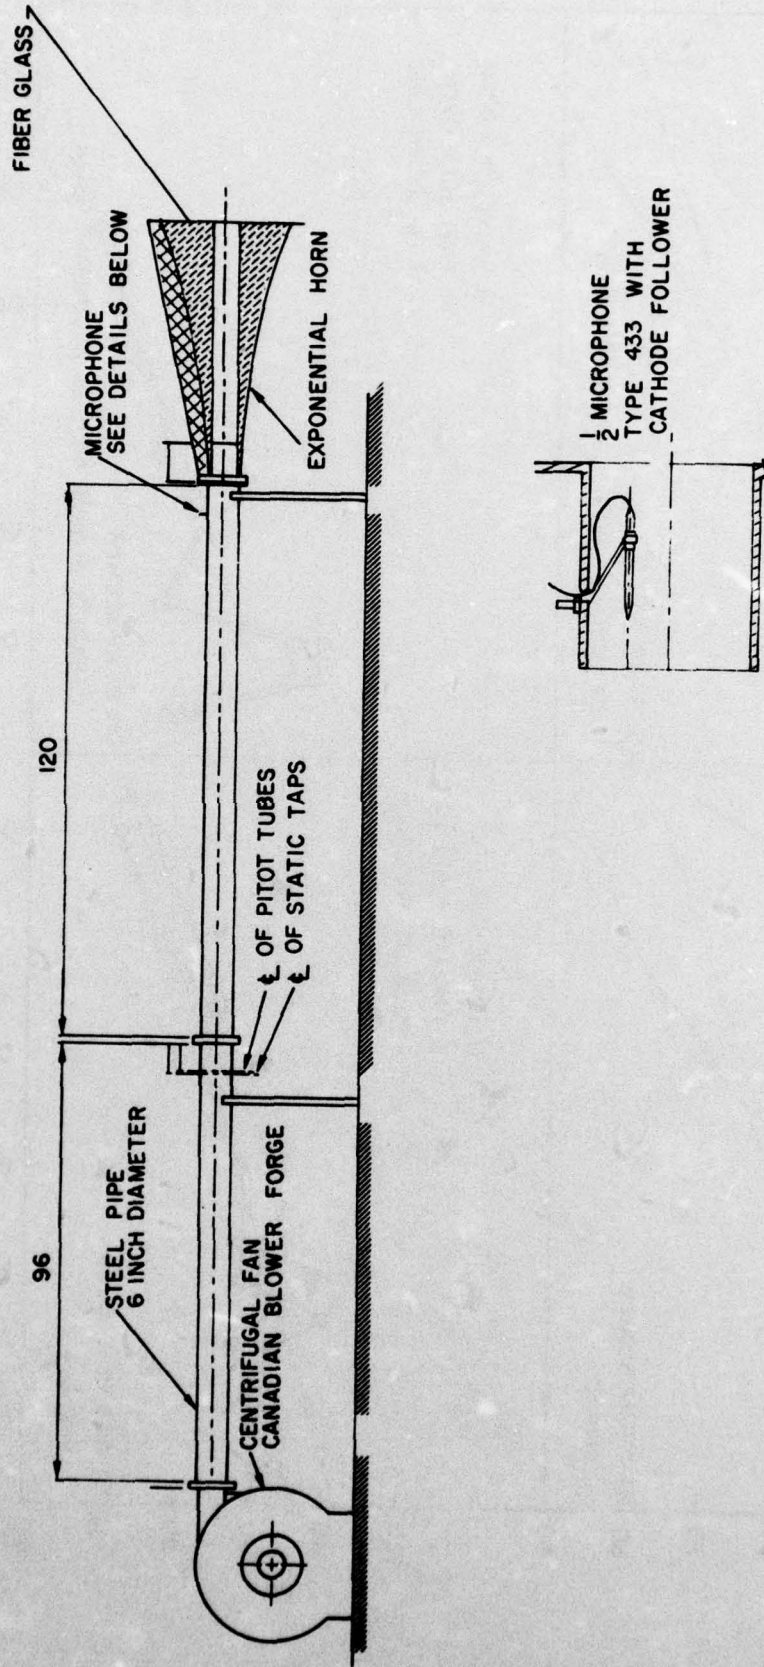 FIBER GLASS
MICROPHONE
SEE DETAILS BELOW
EXPONENTIAL HORN
120
℄ OF PITOT TUBES
℄ OF STATIC TAPS
96
STEEL PIPE
6 INCH DIAMETER
CENTRIFUGAL FAN
CANADIAN BLOWER FORGE
1/2 MICROPHONE
TYPE 433 WITH
CATHODE FOLLOWER